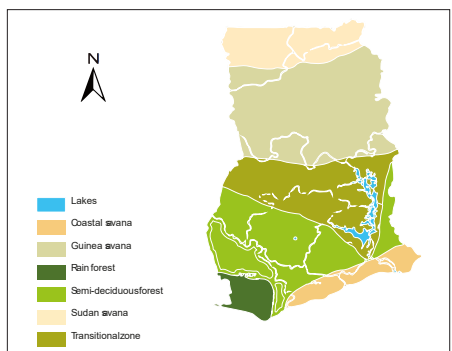 N
Lakes
Coastal savana
Guinea savana
Rain forest
Semi-deciduousforest
Sudan savana
Transitionalzone